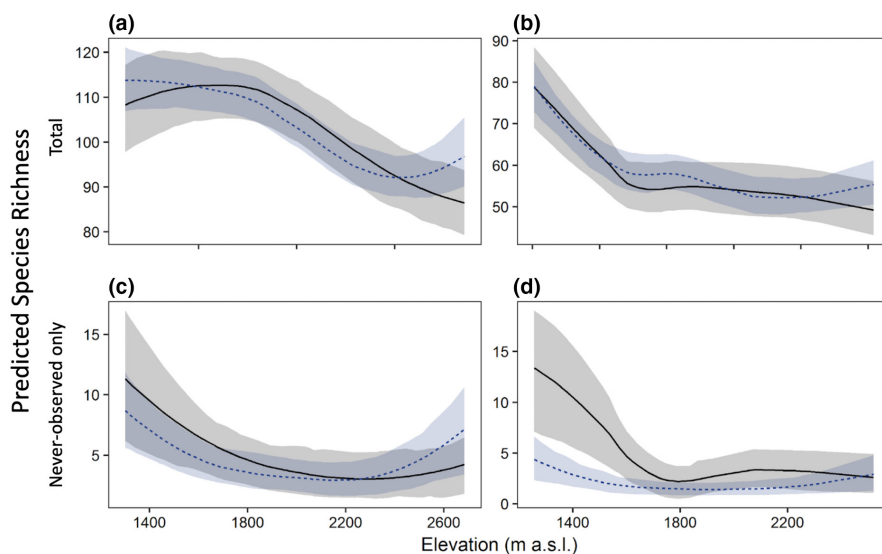 (a)
(b)
Predicted Species Richness
Total
120
110
100
90
80
90
80
70
60
50
(c)
(d)
Never-observed only
15
10
5
15
10
5
0
1400 1800 2200 2600
1400 1800 2200
Elevation (m a.s.l.)